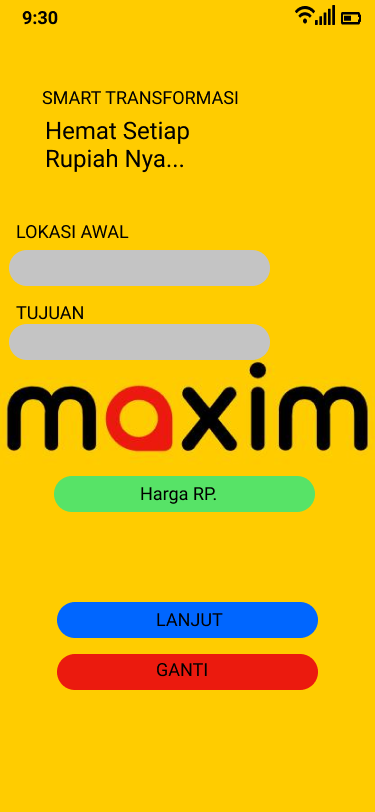 9:30
SMART TRANSFORMASI
Hemat Setiap
Rupiah Nya...
LOKASI AWAL
TUJUAN
maxim
Harga RP.
LANJUT
GANTI